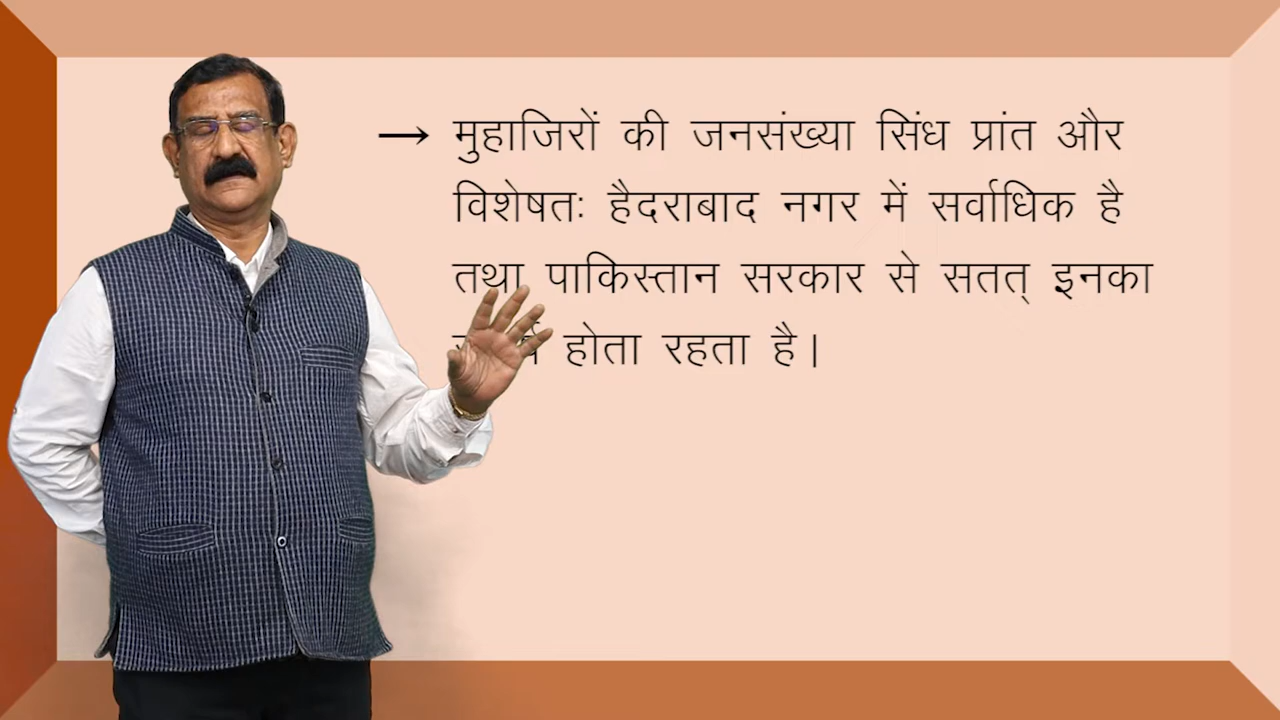 → मुहाजिरों की जनसंख्या सिंध प्रांत और
विशेषतः हैदराबाद नगर में सर्वाधिक है
तथा पाकिस्तान सरकार से सतत् इनका
होता रहता है।